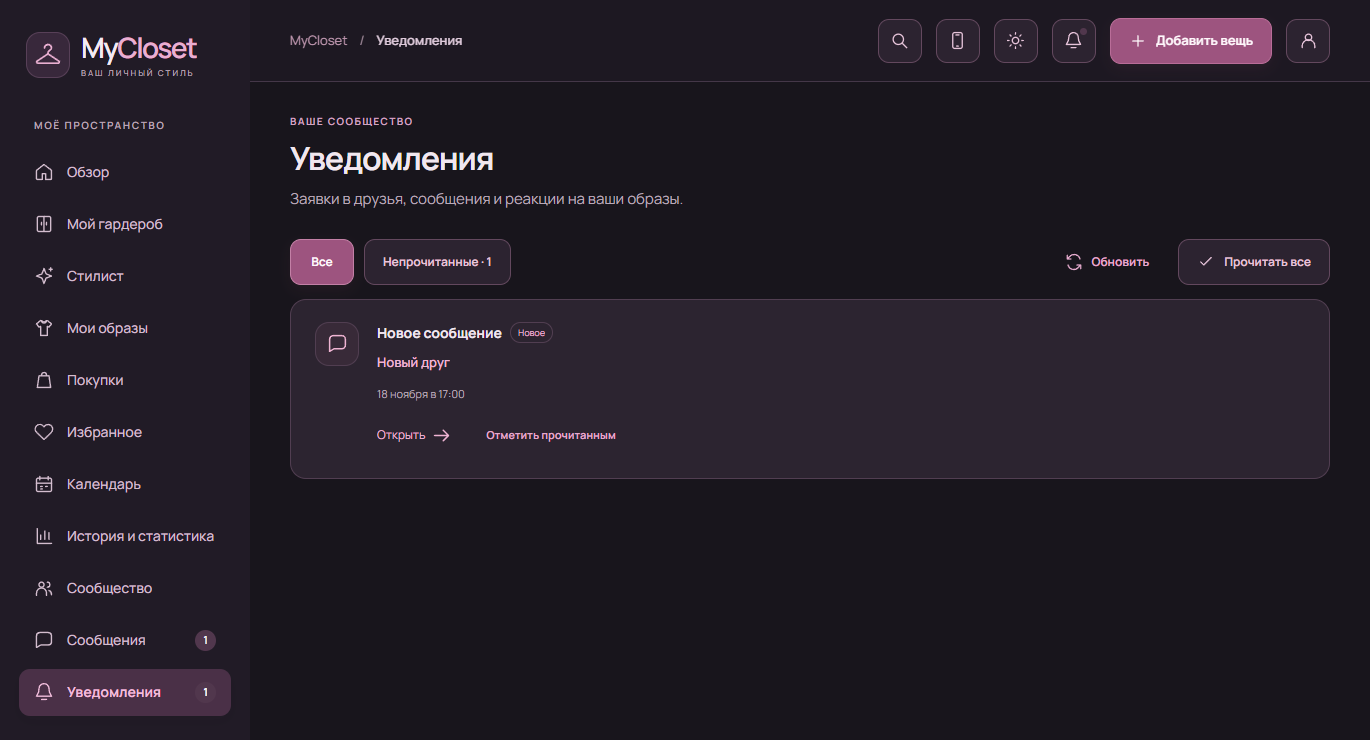 MyCloset
ВАШ ЛИЧНЫЙ СТИЛЬ
МОЁ ПРОСТРАНСТВО
Обзор
Мой гардероб
Стилист
Мои образы
Покупки
Избранное
Календарь
История и статистика
Сообщество
Сообщения 1
Уведомления 1
MyCloset / Уведомления
Добавить вещь
ВАШЕ СООБЩЕСТВО
Уведомления
Заявки в друзья, сообщения и реакции на ваши образы.
Все
Непрочитанные · 1
Обновить
Прочитать все
Новое сообщение Новое
Новый друг
18 ноября в 17:00
Открыть → Отметить прочитанным